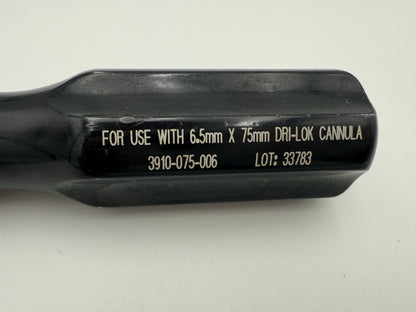 FOR USE WITH 6.5mm X 75mm DRI-LOK CANNULA
3910-075-006 LOT: 33783